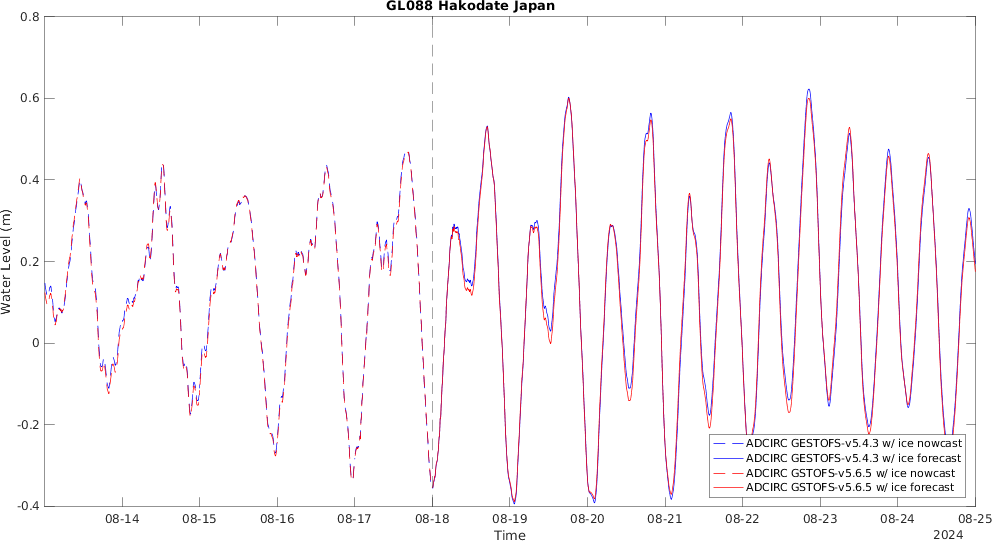 GL088 Hakodate Japan
0.8
0.6
0.4
0.2
0
-0.2
-0.4
Water Level (m)
ADCIRC GESTOFS-v5.4.3 w/ ice nowcast
ADCIRC GESTOFS-v5.4.3 w/ ice forecast
ADCIRC GSTOFS-v5.6.5 w/ ice nowcast
ADCIRC GSTOFS-v5.6.5 w/ ice forecast
08-14 08-15 08-16 08-17 08-18 08-19 08-20 08-21 08-22 08-23 08-24 08-25
Time
2024